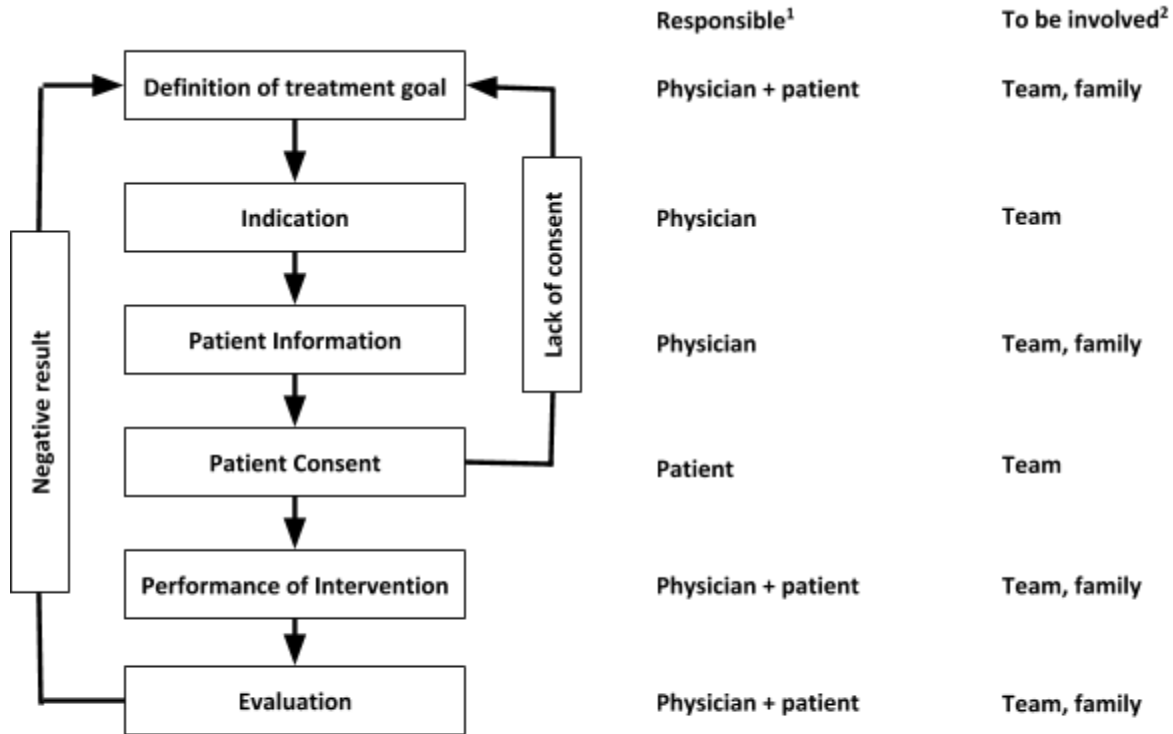 Responsible¹ To be involved²
Definition of treatment goal Physician + patient Team, family
Indication Physician Team
Lack of consent
Patient Information Physician Team, family
Negative result
Patient Consent Patient Team
Performance of Intervention Physician + patient Team, family
Evaluation Physician + patient Team, family